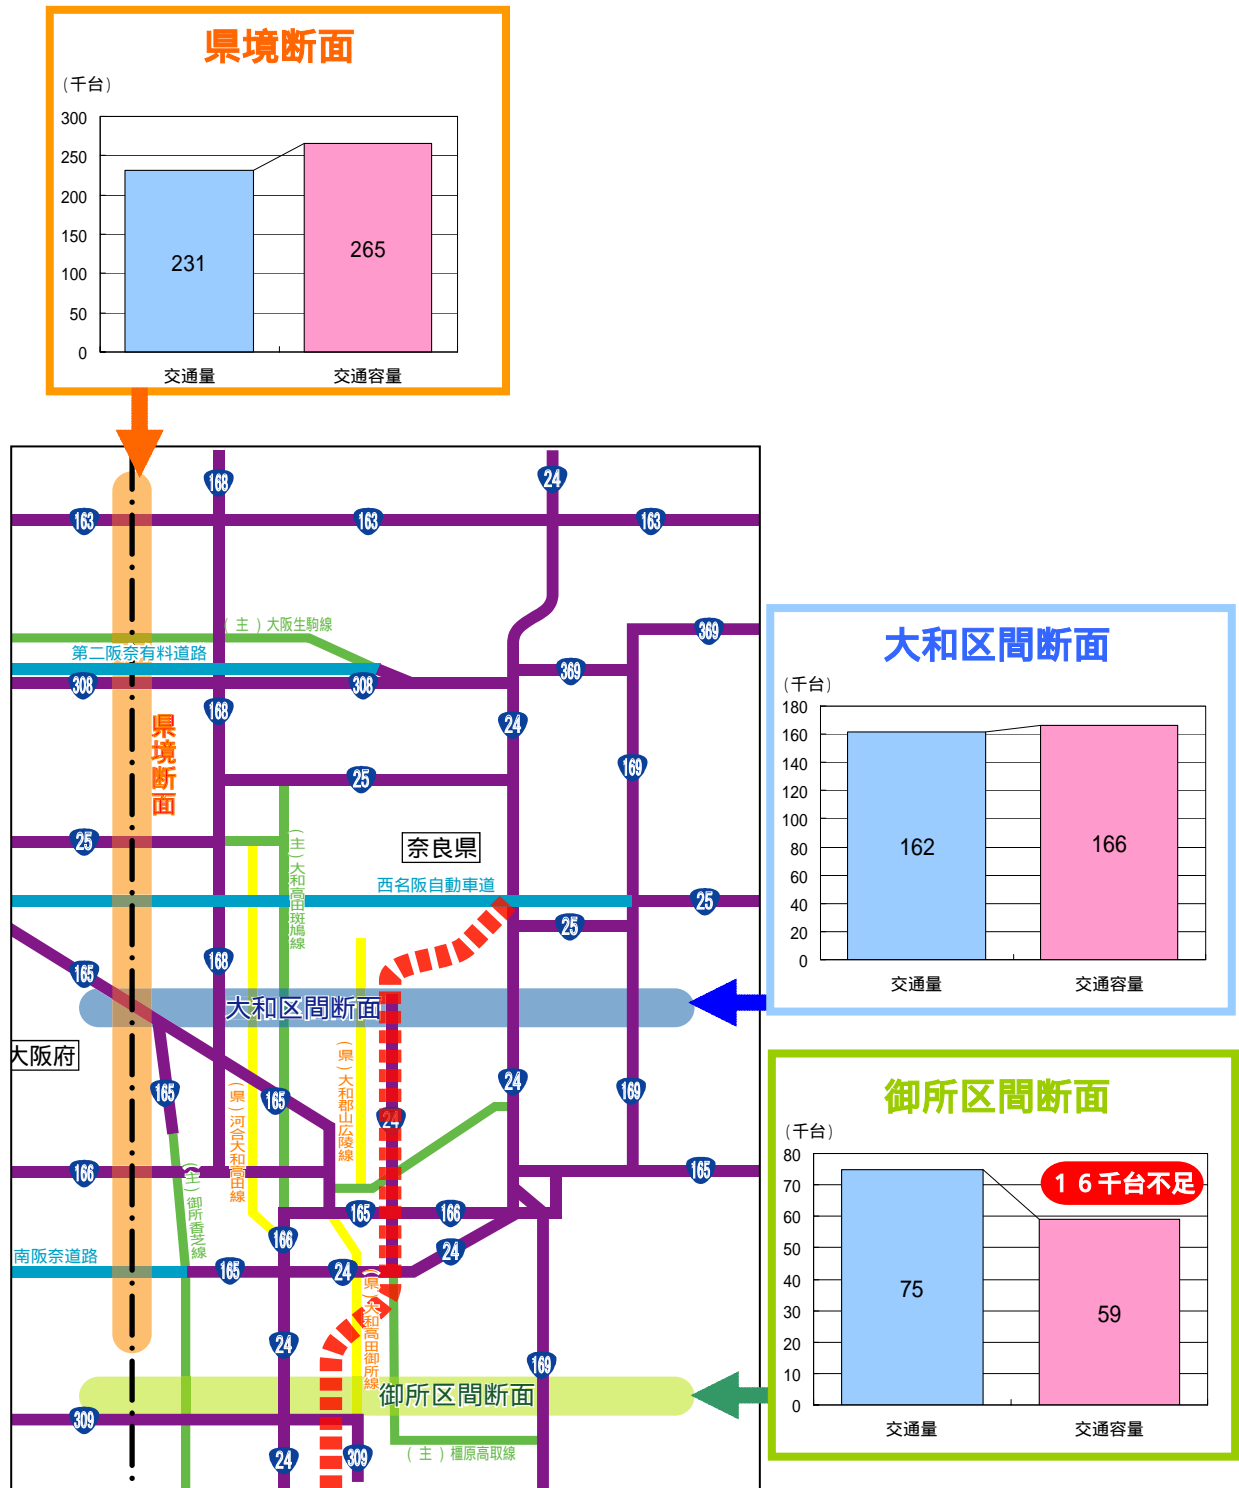 県境断面
(千台)
300
250
200
150
100
50
0
231
265
交通量
交通容量
168
24
163
163
163
(主)大阪生駒線
369
第二阪奈有料道路
369
308
308
168
24
県境断面
169
25
25
(主)大和高田斑鳩線
奈良県
西名阪自動車道
25
25
168
165
大和区間断面
大阪府
(県)大和郡山広陵線
24
165
(県)河合大和高田線
165
169
24
166
(主)御所香芝線
165
165
166
166
南阪奈道路
165
24
24
(県)大和高田御所線
24
169
御所区間断面
309
(主)橿原高取線
24
309
大和区間断面
(千台)
180
160
140
120
100
80
60
40
20
0
162
166
交通量
交通容量
御所区間断面
(千台)
80
70
60
50
40
30
20
10
0
16千台不足
75
59
交通量
交通容量